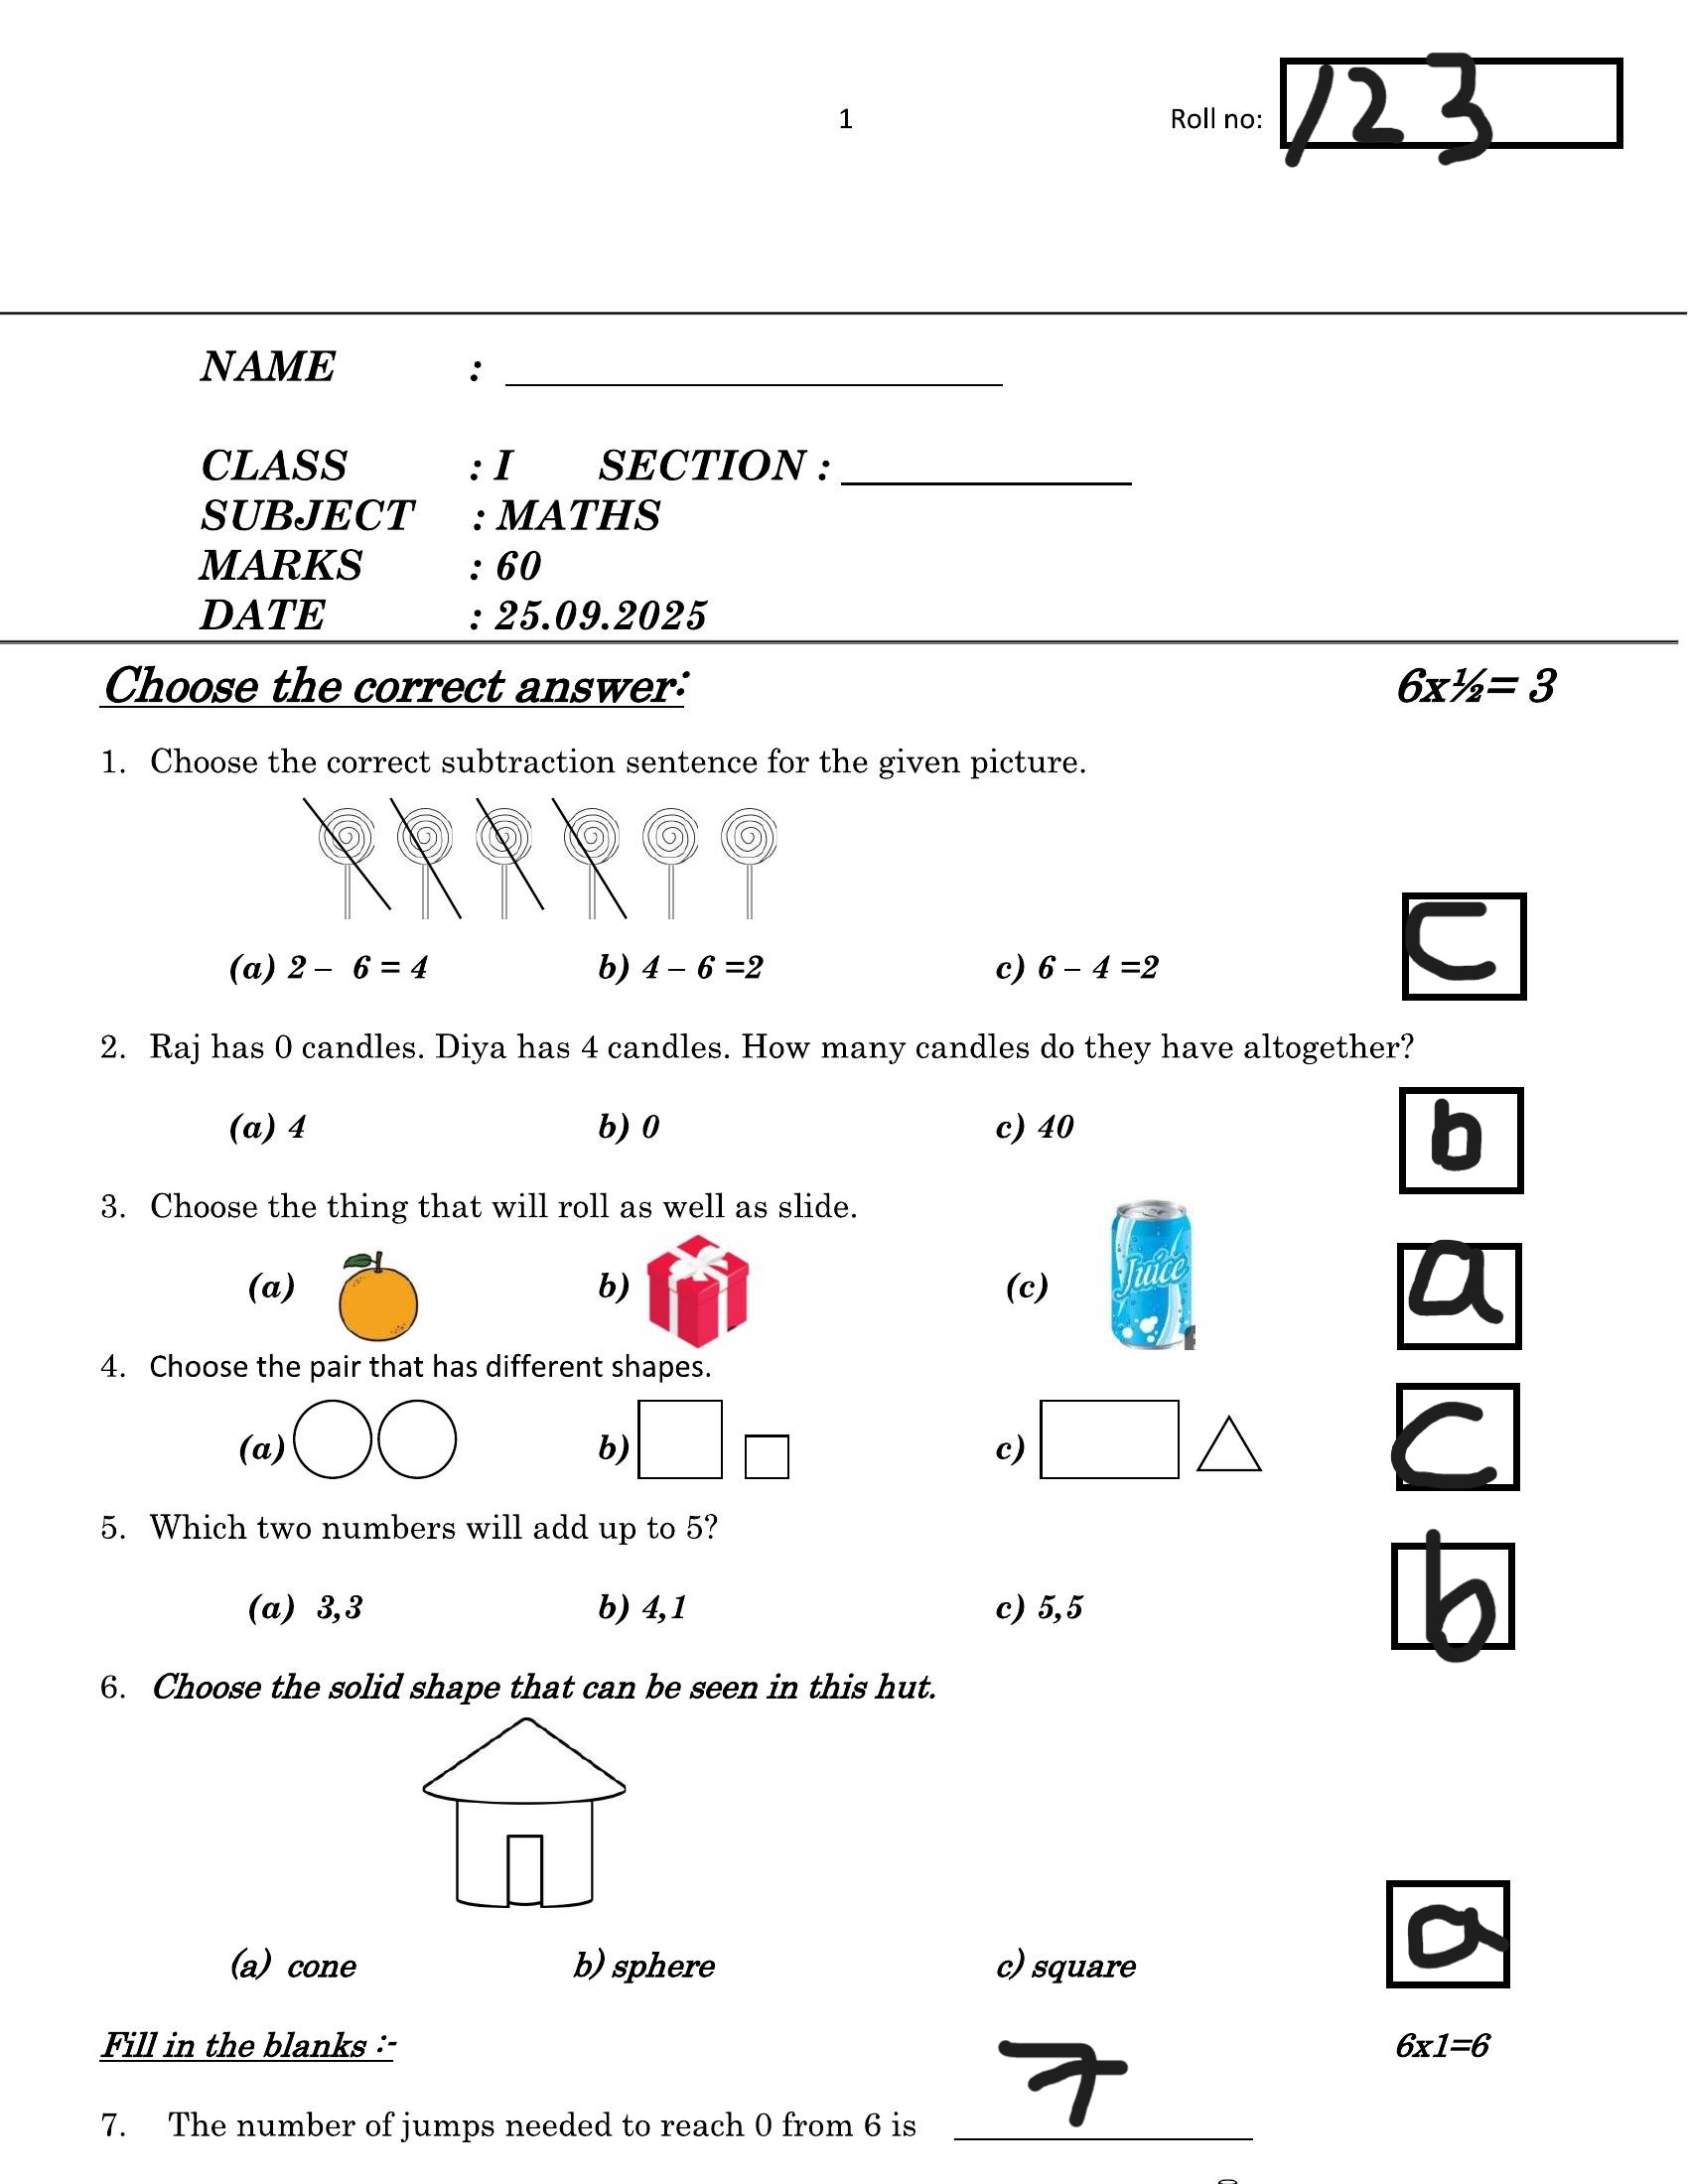 1
Roll no: 123
NAME :
CLASS : I SECTION :
SUBJECT : MATHS
MARKS : 60
DATE : 25.09.2025
Choose the correct answer: 6x½= 3
1. Choose the correct subtraction sentence for the given picture.
(a) 2 – 6 = 4 b) 4 – 6 =2 c) 6 – 4 =2 c
2. Raj has 0 candles. Diya has 4 candles. How many candles do they have altogether?
(a) 4 b) 0 c) 40 b
3. Choose the thing that will roll as well as slide.
(a) b) (c) Juice a
4. Choose the pair that has different shapes.
(a) b) c) c
5. Which two numbers will add up to 5?
(a) 3,3 b) 4,1 c) 5,5 b
6. Choose the solid shape that can be seen in this hut.
(a) cone b) sphere c) square a
Fill in the blanks :- 6x1=6
7. The number of jumps needed to reach 0 from 6 is 7